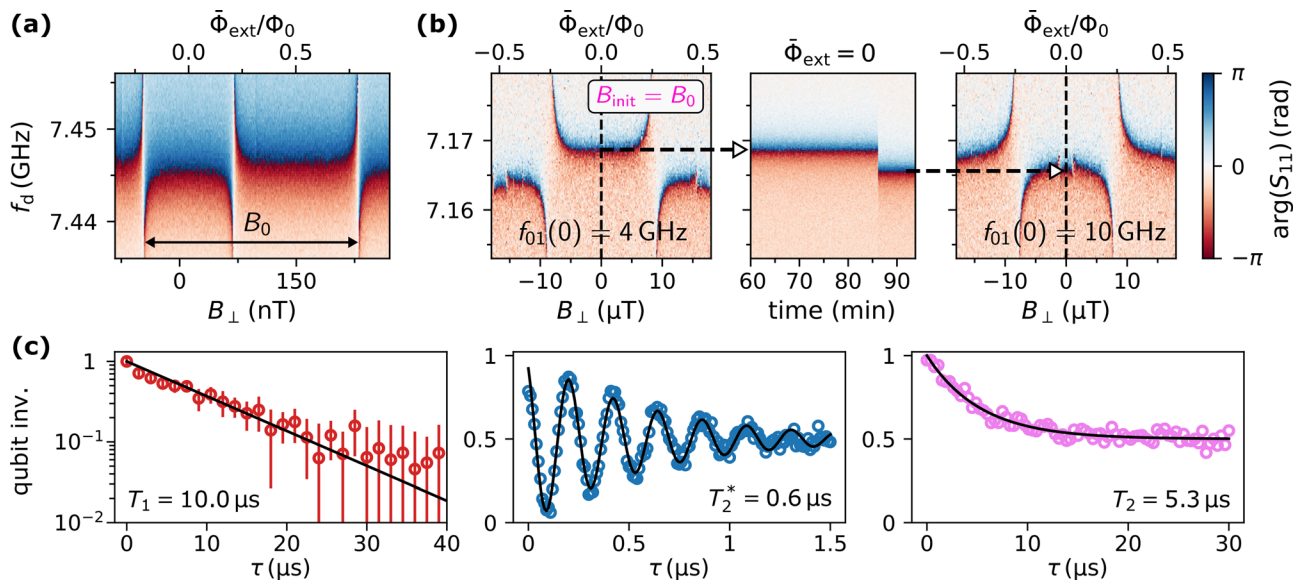 (a)
Φ̄ext/Φ0
0.0 0.5
7.45
7.44
fd (GHz)
B0
0 150
B⊥ (nT)
(b)
Φ̄ext/Φ0
−0.5 0.0 0.5
7.17
7.16
Binit = B0
f01(0) = 4 GHz
−10 0 10
B⊥ (μT)
Φ̄ext = 0
60 70 80 90
time (min)
Φ̄ext/Φ0
−0.5 0.0 0.5
f01(0) = 10 GHz
−10 0 10
B⊥ (μT)
π
0
−π
arg(S11) (rad)
(c)
qubit inv.
1
10−1
10−2
T1 = 10.0 μs
0 10 20 30 40
τ (μs)
1
0.5
0
T2* = 0.6 μs
0 0.5 1.0 1.5
τ (μs)
1
0.5
0
T2 = 5.3 μs
0 10 20 30
τ (μs)